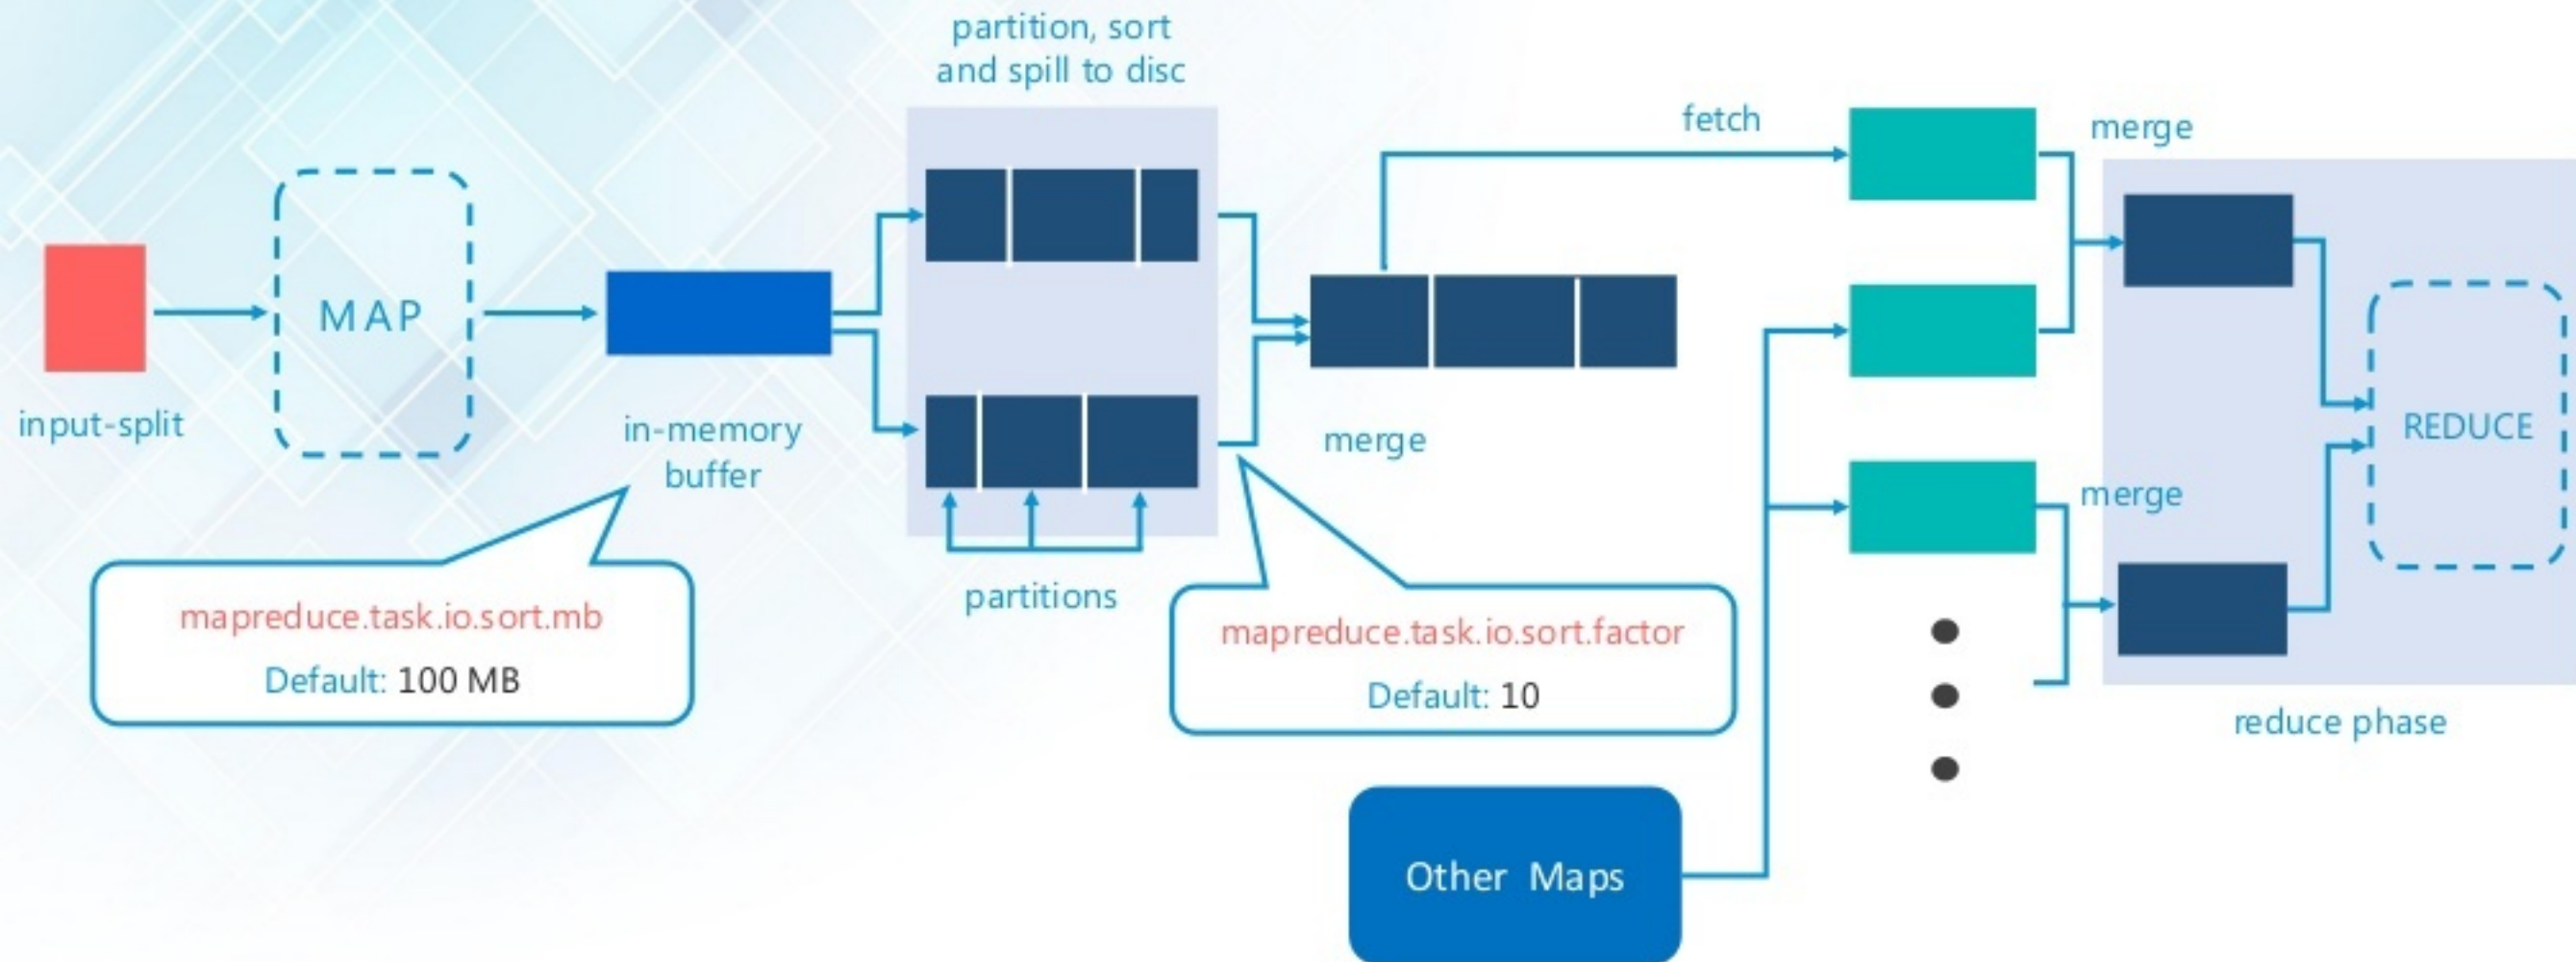 partition, sort
and spill to disc
fetch
merge
MAP
input-split
in-memory
buffer
merge
REDUCE
merge
partitions
mapreduce.task.io.sort.mb
Default: 100 MB
mapreduce.task.io.sort.factor
Default: 10
reduce phase
Other Maps